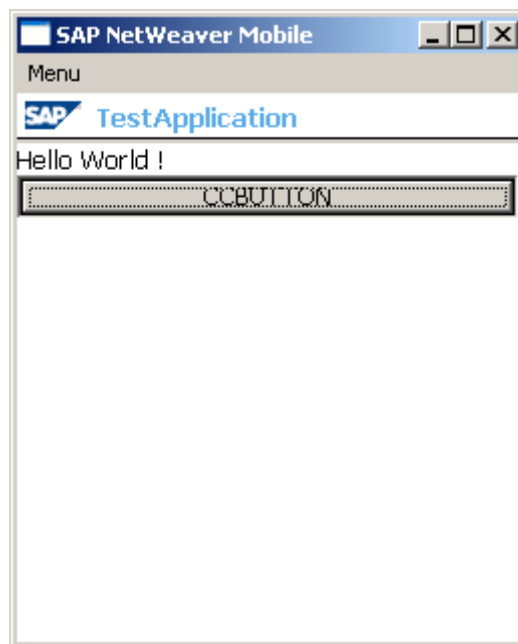 SAP NetWeaver Mobile
Menu
SAP TestApplication
Hello World !
CCBUTTON